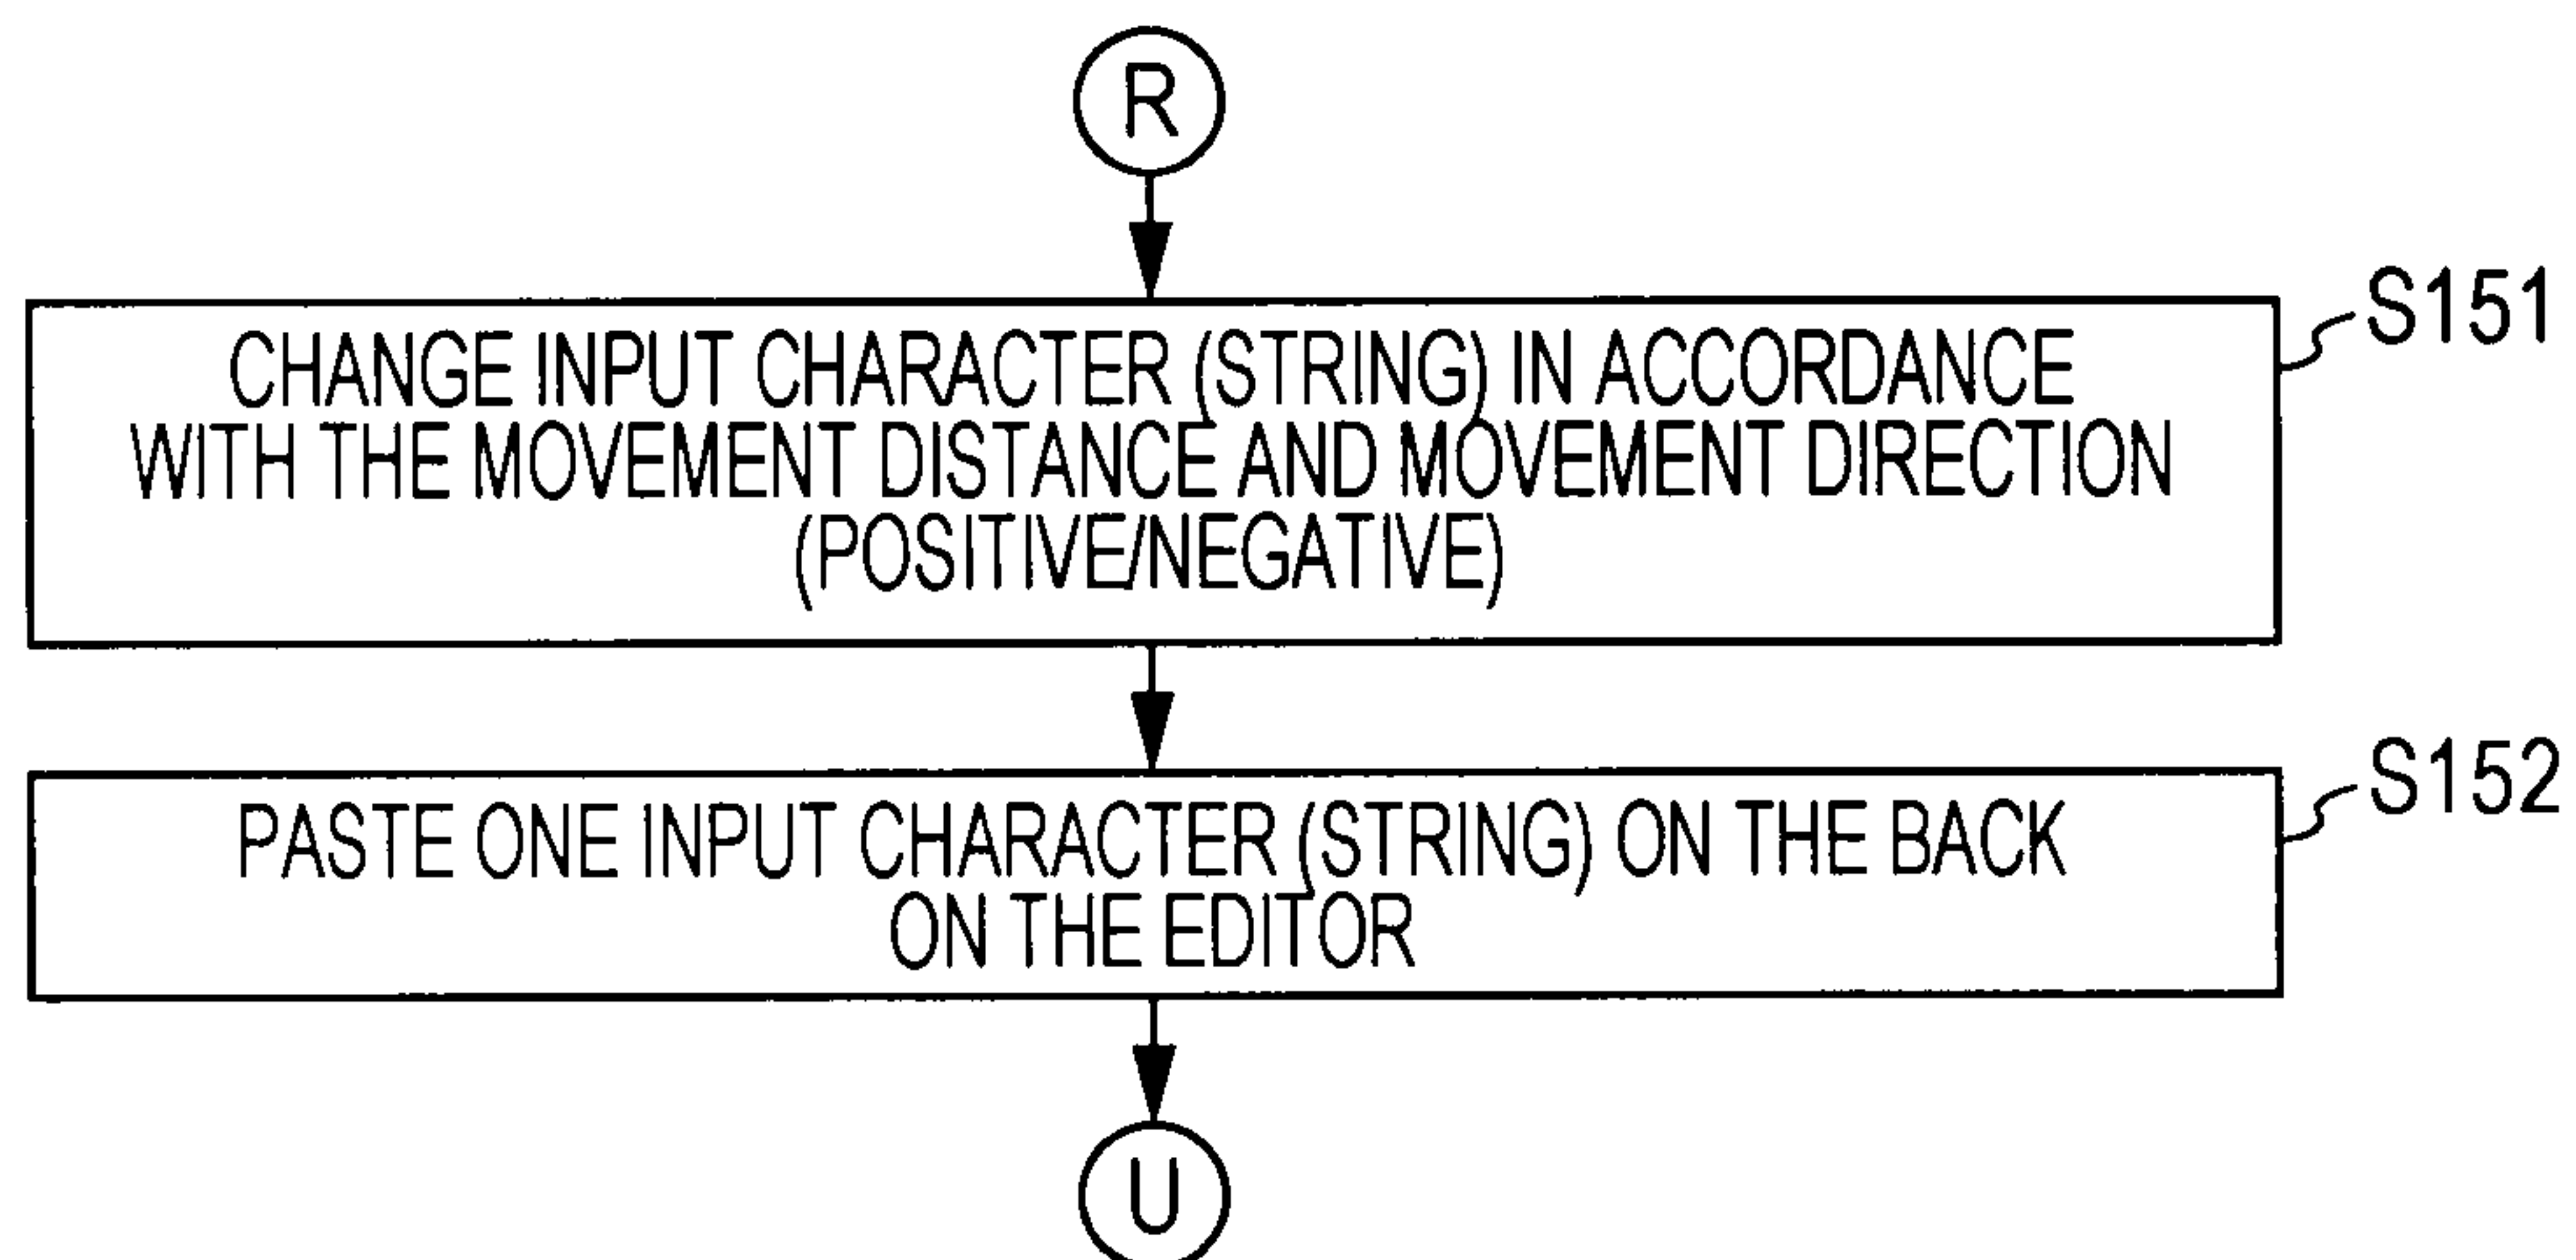 R
S151
CHANGE INPUT CHARACTER (STRING) IN ACCORDANCE
WITH THE MOVEMENT DISTANCE AND MOVEMENT DIRECTION
(POSITIVE/NEGATIVE)
S152
PASTE ONE INPUT CHARACTER (STRING) ON THE BACK
ON THE EDITOR
U